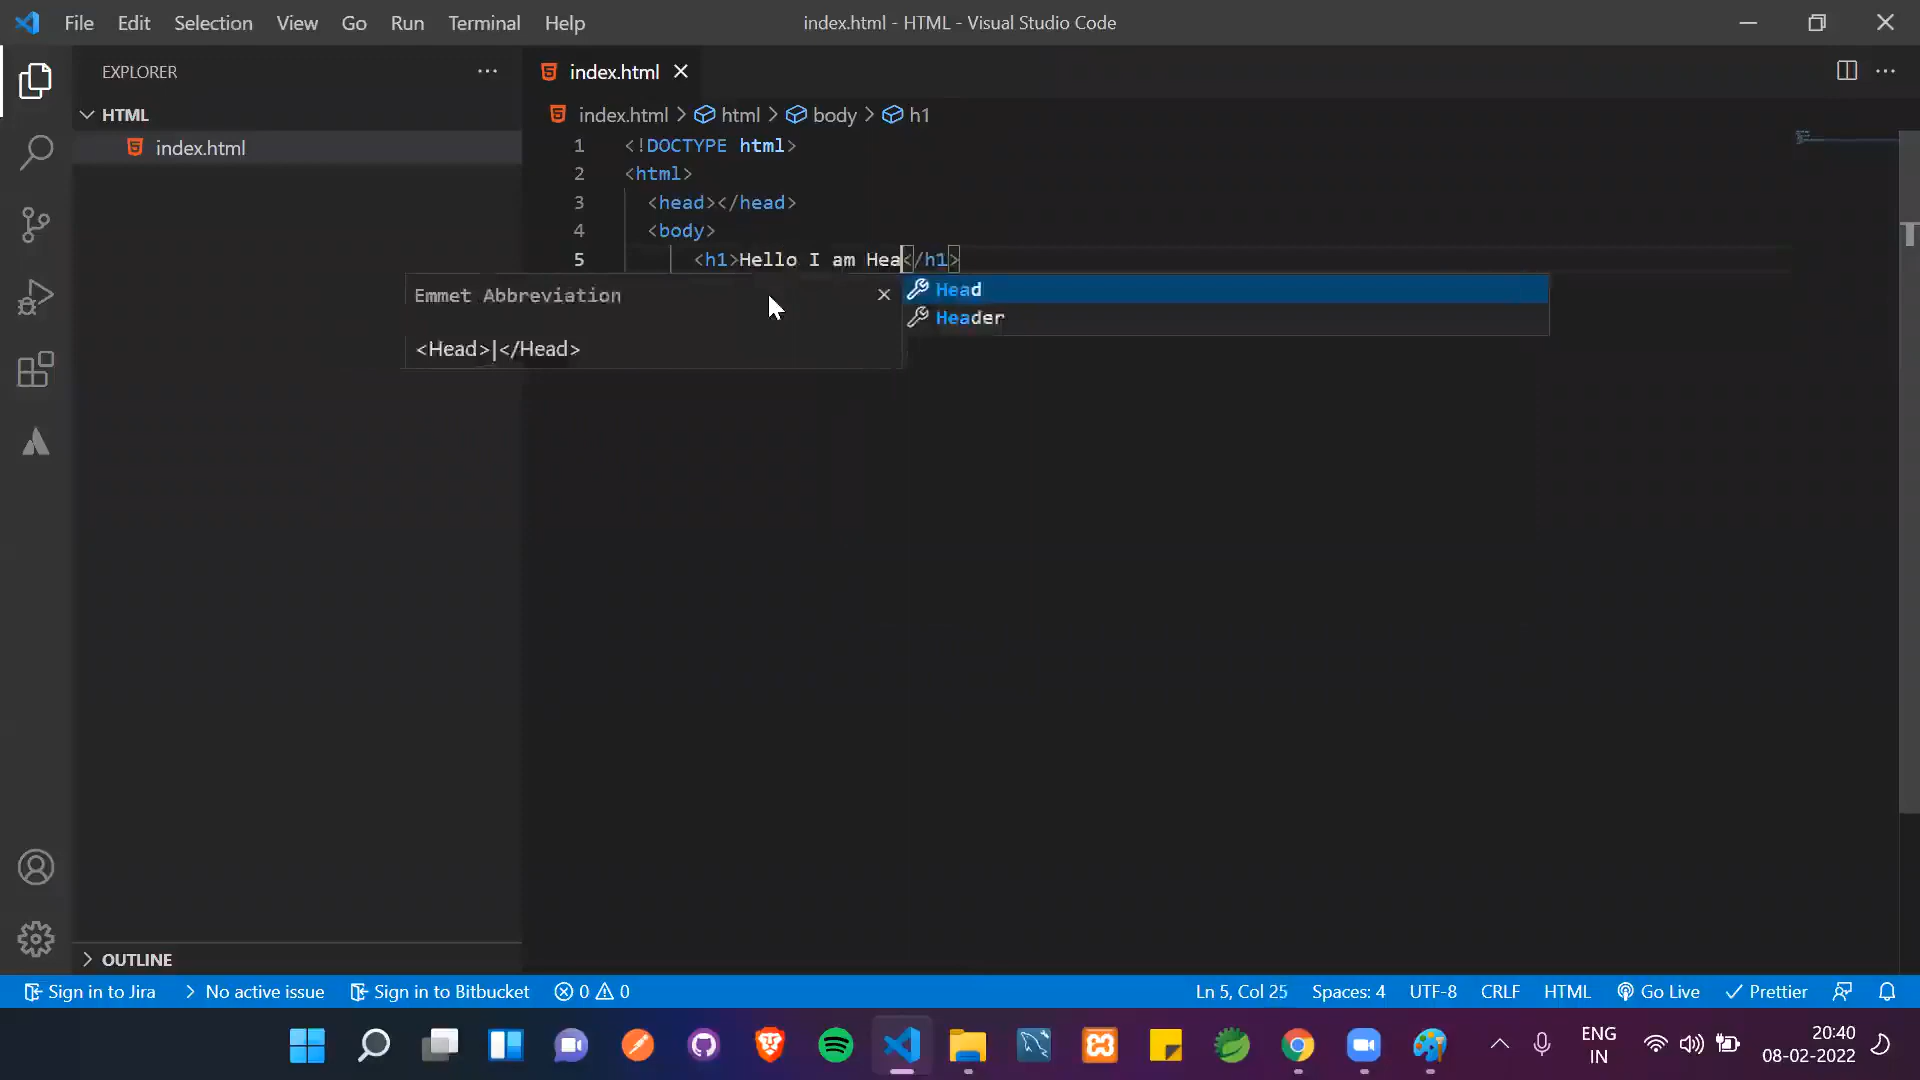 File Edit Selection View Go Run Terminal Help
index.html - HTML - Visual Studio Code
EXPLORER
HTML
index.html
OUTLINE
index.html
index.html > html > body > h1
1 <!DOCTYPE html>
2 <html>
3 <head></head>
4 <body>
5 <h1>Hello I am Hea</h1>
Emmet Abbreviation
<Head>|</Head>
Head
Header
Sign in to Jira
No active issue
Sign in to Bitbucket
0 0
Ln 5, Col 25
Spaces: 4
UTF-8
CRLF
HTML
Go Live
Prettier
ENG
IN
20:40
08-02-2022